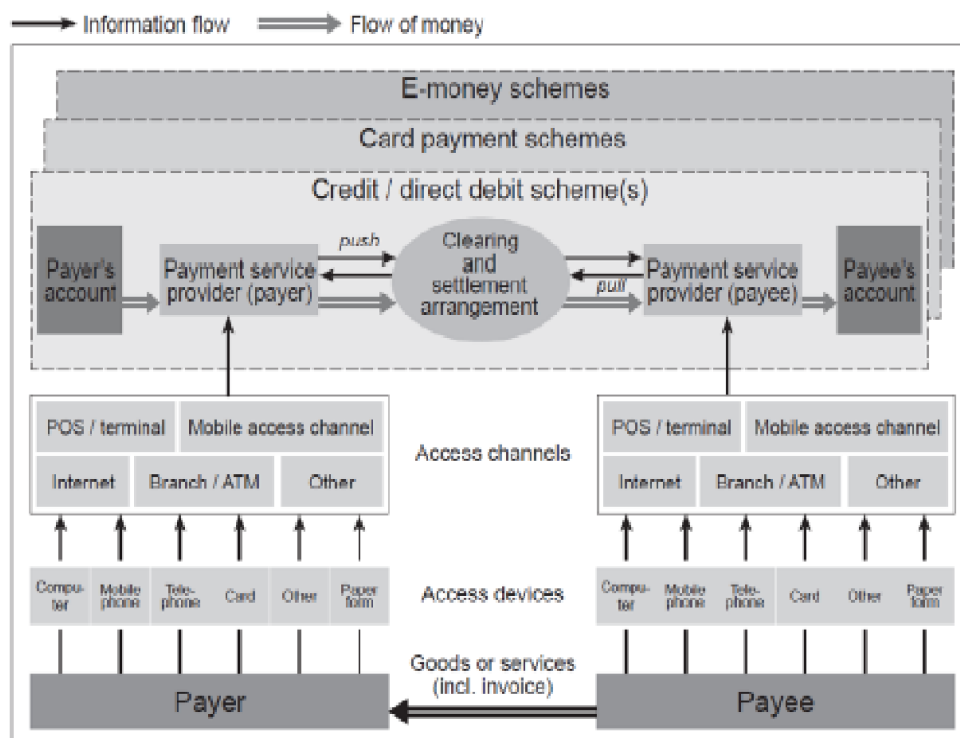 Information flow
Flow of money
E-money schemes
Card payment schemes
Credit / direct debit scheme(s)
Payer's
account
Payment service
provider (payer)
push
Clearing
and
settlement
arrangement
pull
Payment service
provider (payee)
Payee's
account
POS / terminal
Mobile access channel
Internet
Branch / ATM
Other
Access channels
POS / terminal
Mobile access channel
Internet
Branch / ATM
Other
Compu-
ter
Mobile
phone
Tele-
phone
Card
Other
Paper
form
Access devices
Compu-
ter
Mobile
phone
Tele-
phone
Card
Other
Paper
form
Goods or services
(incl. invoice)
Payer
Payee